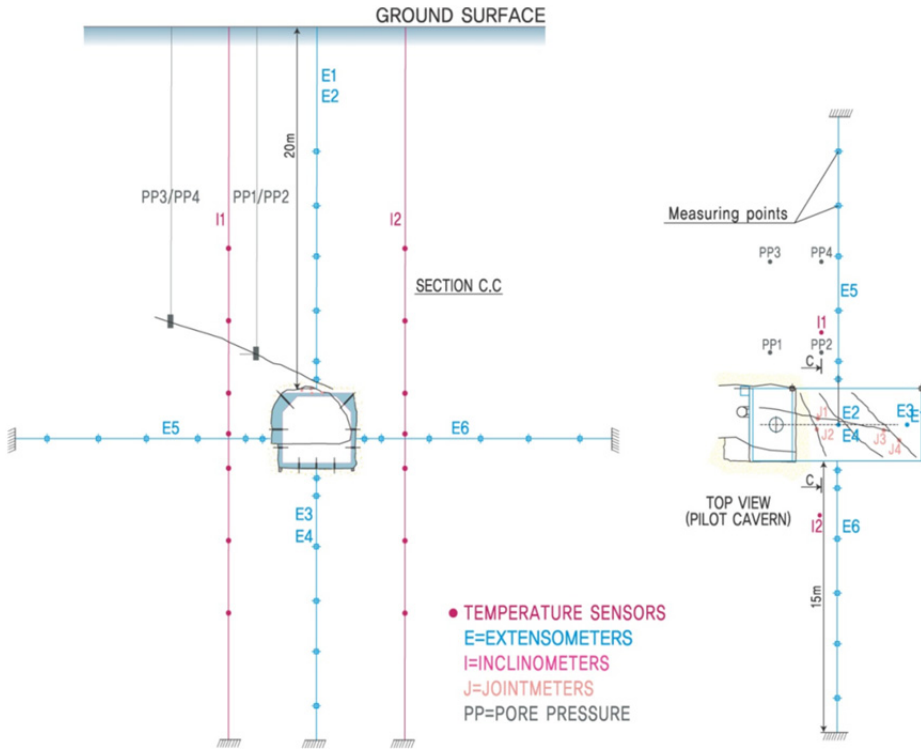 GROUND SURFACE
E1
E2
20m
PP3/PP4
PP1/PP2
I1
I2
SECTION C.C
E5
E6
E3
E4
Measuring points
PP3
PP4
E5
I1
PP1
PP2
C
J1
E2
E3
J2
E4
J3
J4
C
TOP VIEW
(PILOT CAVERN)
I2
E6
15m
TEMPERATURE SENSORS
E=EXTENSOMETERS
I=INCLINOMETERS
J=JOINTMETERS
PP=PORE PRESSURE